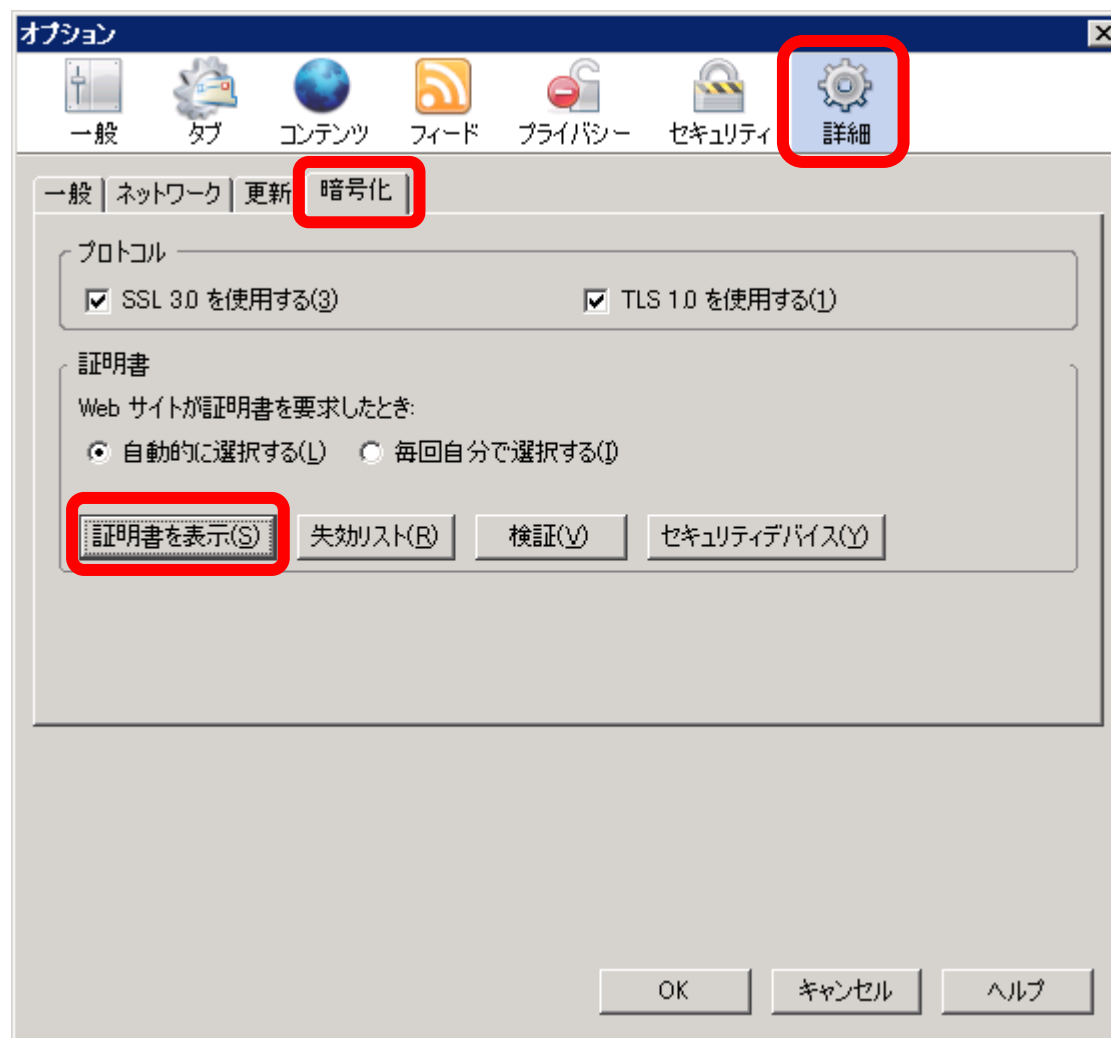 オプション
一般 タブ コンテンツ フィード プライバシー セキュリティ 詳細
一般 ネットワーク 更新 暗号化
プロトコル
SSL 3.0 を使用する(3) TLS 1.0 を使用する(1)
証明書
Web サイトが証明書を要求したとき:
自動的に選択する(L) 毎回自分で選択する(I)
証明書を表示(S) 失効リスト(R) 検証(V) セキュリティデバイス(Y)
OK キャンセル ヘルプ